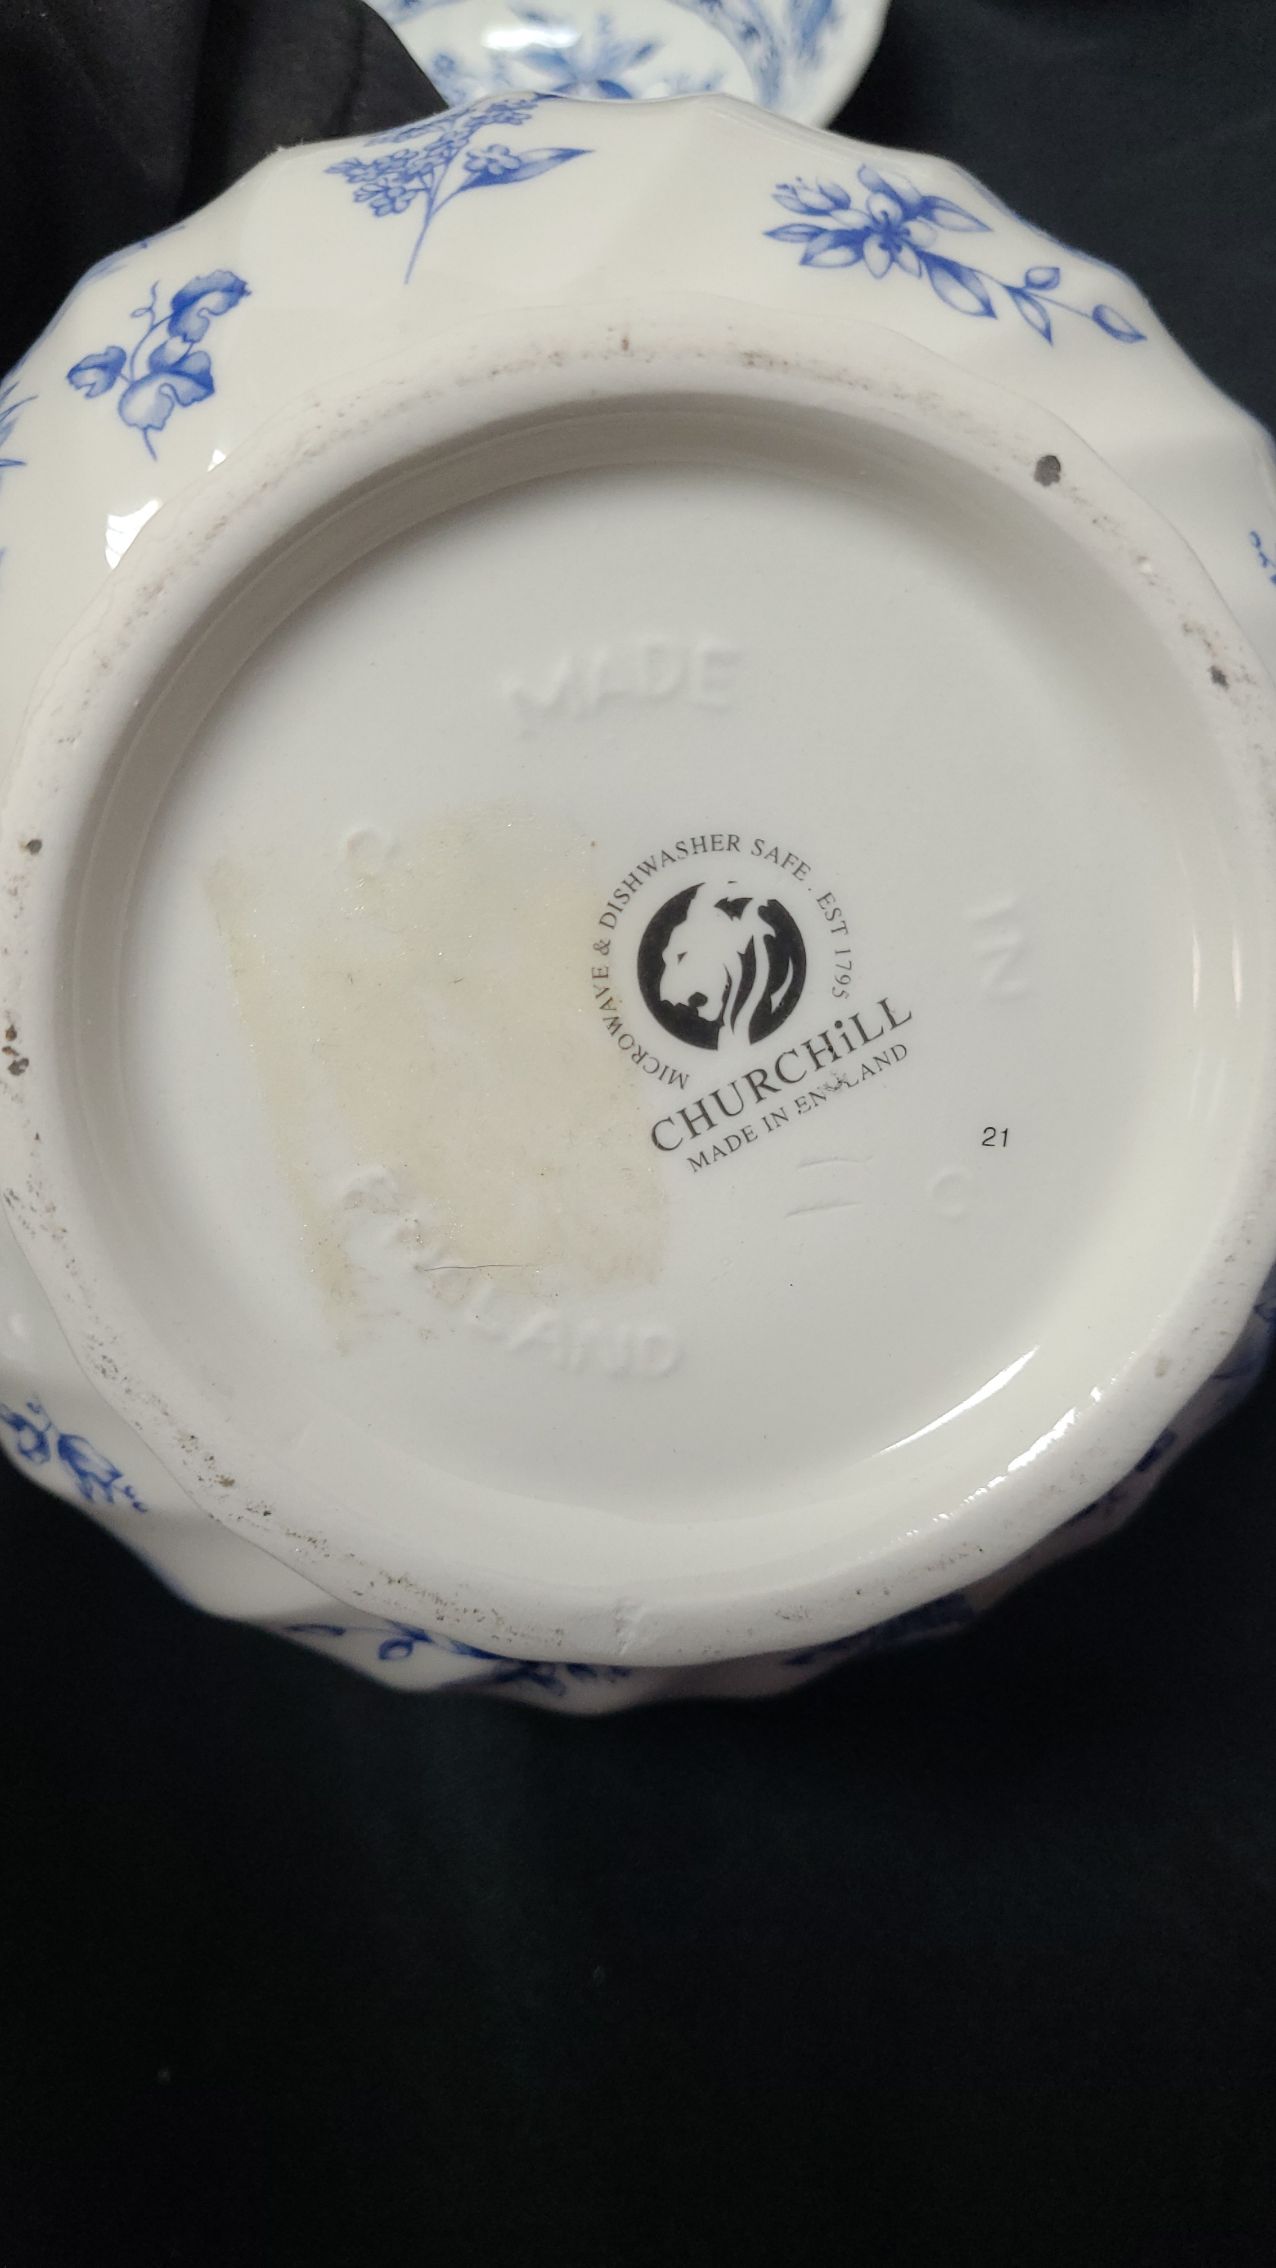 MADE
IN
ENGLAND
C
C
MICROWAVE & DISHWASHER SAFE . EST 1795
CHURCHiLL
MADE IN ENGLAND
21